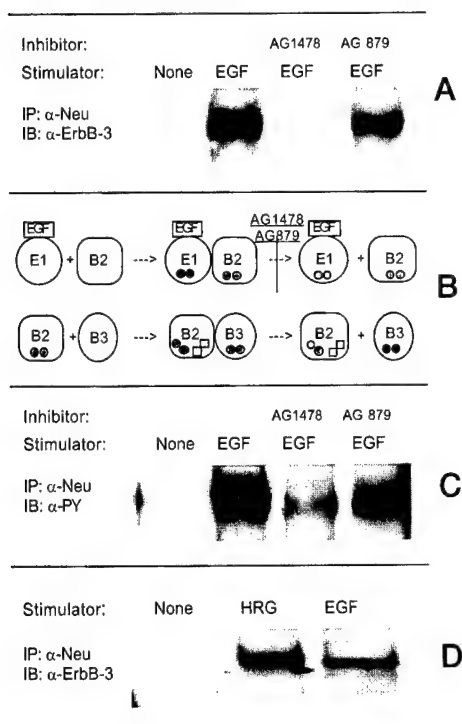 Inhibitor: AG1478 AG 879
Stimulator: None EGF EGF EGF
A
IP: α-Neu
IB: α-ErbB-3
EGF EGF AG1478 EGF
AG879
E1 + B2 ---> E1 B2 ---> E1 + B2
B
B2 + B3 ---> B2 B3 ---> B2 + B3
Inhibitor: AG1478 AG 879
Stimulator: None EGF EGF EGF
C
IP: α-Neu
IB: α-PY
Stimulator: None HRG EGF
D
IP: α-Neu
IB: α-ErbB-3